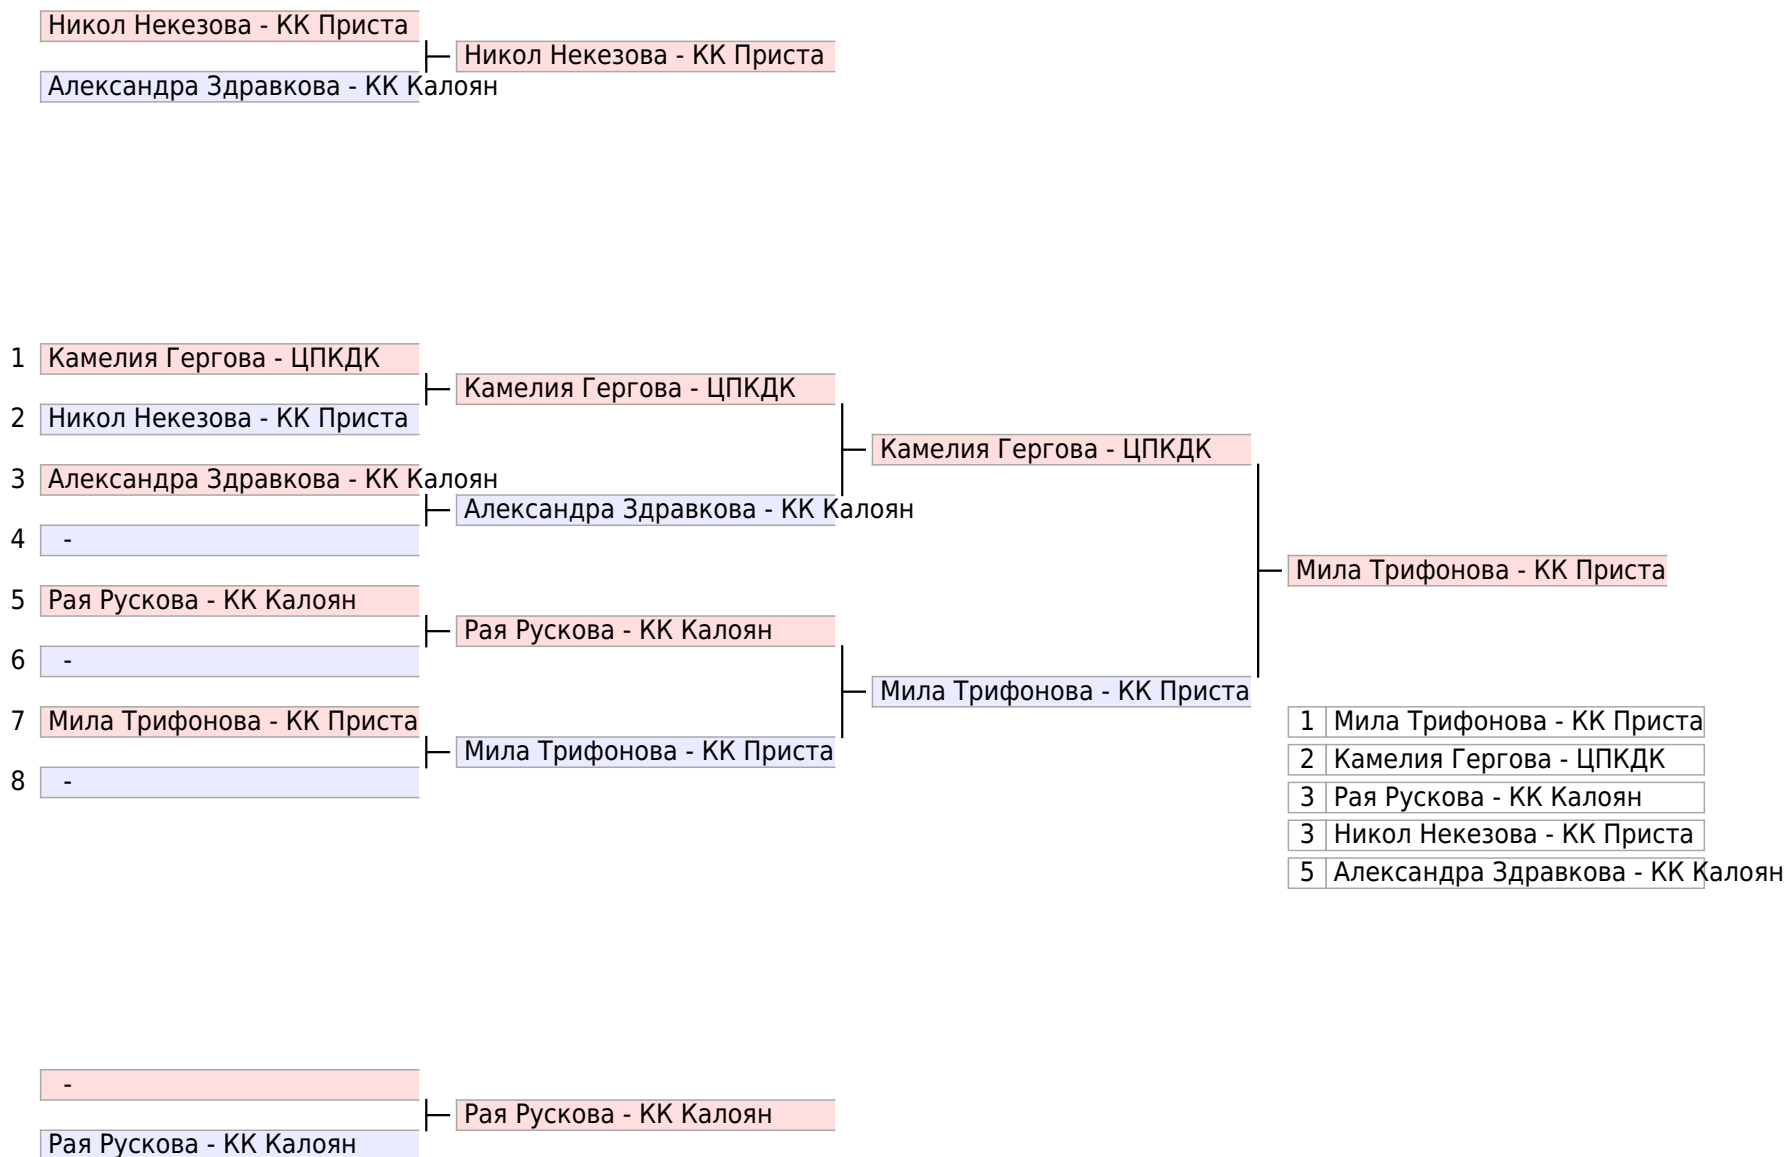 Никол Некезова - КК Приста
Никол Некезова - КК Приста
Александра Здравкова - КК Калоян
1 Камелия Гергова - ЦПКДК
Камелия Гергова - ЦПКДК
2 Никол Некезова - КК Приста
Камелия Гергова - ЦПКДК
3 Александра Здравкова - КК Калоян
Александра Здравкова - КК Калоян
4 -
Мила Трифонова - КК Приста
5 Рая Рускова - КК Калоян
Рая Рускова - КК Калоян
6 -
Мила Трифонова - КК Приста
7 Мила Трифонова - КК Приста
Мила Трифонова - КК Приста
8 -
1 Мила Трифонова - КК Приста
2 Камелия Гергова - ЦПКДК
3 Рая Рускова - КК Калоян
3 Никол Некезова - КК Приста
5 Александра Здравкова - КК Калоян
-
Рая Рускова - КК Калоян
Рая Рускова - КК Калоян